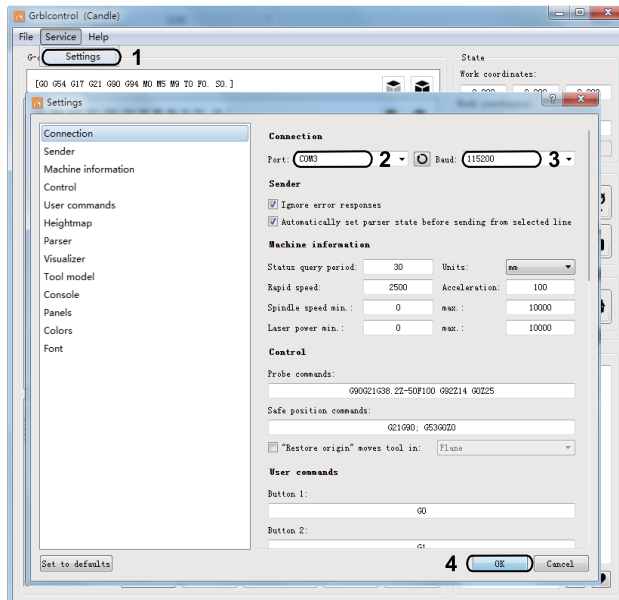 Grblcontrol (Candle)
File Service Help
Settings 1
State
Work coordinates:
[G0 G54 G17 G21 G90 G94 M0 M5 M9 T0 F0. S0.]
Settings
Connection
Sender
Machine information
Control
User commands
Heightmap
Parser
Visualizer
Tool model
Console
Panels
Colors
Font
Connection
Port: COM3 2 Baud: 115200 3
Sender
Ignore error responses
Automatically set parser state before sending from selected line
Machine information
Status query period: 30 Units: mm
Rapid speed: 2500 Acceleration: 100
Spindle speed min.: 0 max.: 10000
Laser power min.: 0 max.: 10000
Control
Probe commands:
G90G21G38.2Z-50F100 G92Z14 G0Z25
Safe position commands:
G21G90; G53G0Z0
"Restore origin" moves tool in: Plane
User commands
Button 1:
G0
Button 2:
G1
Set to defaults 4 OK Cancel